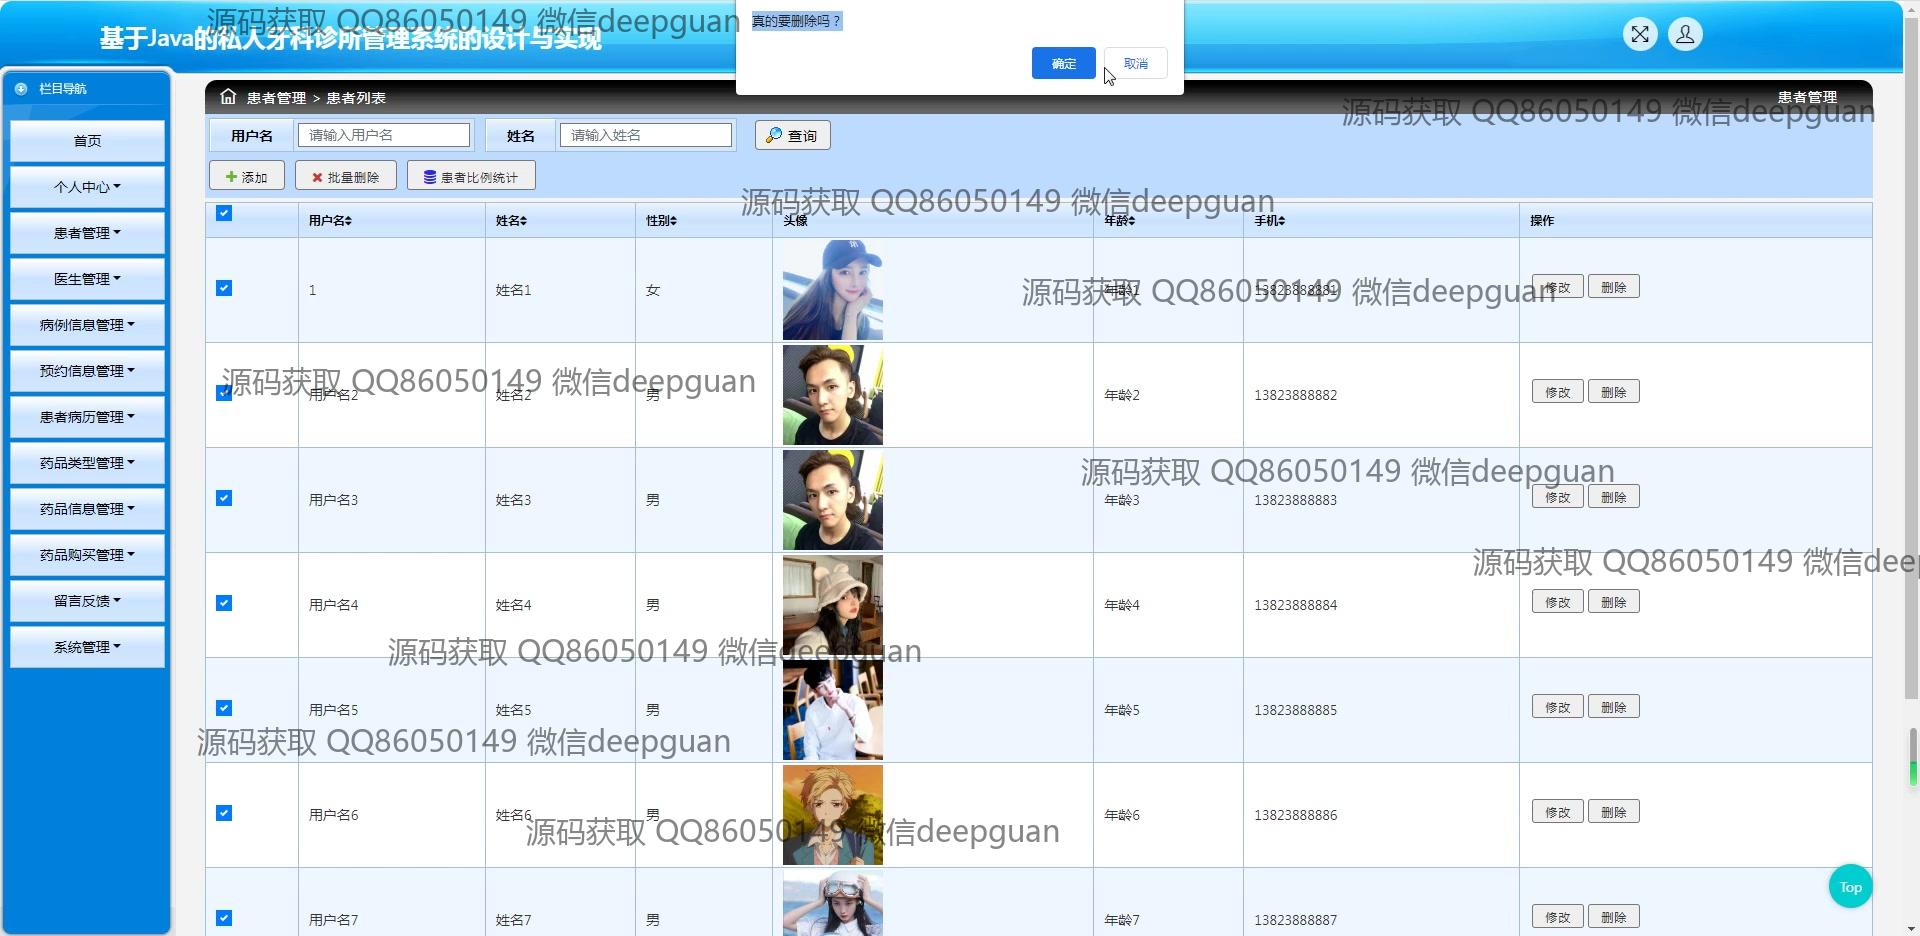 基于Java的私人牙科诊所管理系统的设计与实现
源码获取 QQ86050149 微信deepguan
真的要删除吗？
确定
取消
栏目导航
首页
个人中心
患者管理
医生管理
病例信息管理
预约信息管理
患者病历管理
药品类型管理
药品信息管理
药品购买管理
留言反馈
系统管理
患者管理 > 患者列表
患者管理
源码获取 QQ86050149 微信deepguan
用户名 请输入用户名 姓名 请输入姓名 查询
添加 批量删除 患者比例统计
源码获取 QQ86050149 微信deepguan
用户名 姓名 性别 头像 年龄 手机 操作
1 姓名1 女 年龄1 13823888881 修改 删除
源码获取 QQ86050149 微信deepguan
用户名2 姓名2 男 年龄2 13823888882 修改 删除
源码获取 QQ86050149 微信deepguan
用户名3 姓名3 男 年龄3 13823888883 修改 删除
源码获取 QQ86050149 微信deepguan
用户名4 姓名4 男 年龄4 13823888884 修改 删除
源码获取 QQ86050149 微信dee
源码获取 QQ86050149 微信deepguan
用户名5 姓名5 男 年龄5 13823888885 修改 删除
源码获取 QQ86050149 微信deepguan
用户名6 姓名6 男 年龄6 13823888886 修改 删除
源码获取 QQ86050149 微信deepguan
用户名7 姓名7 男 年龄7 13823888887 修改 删除
Top